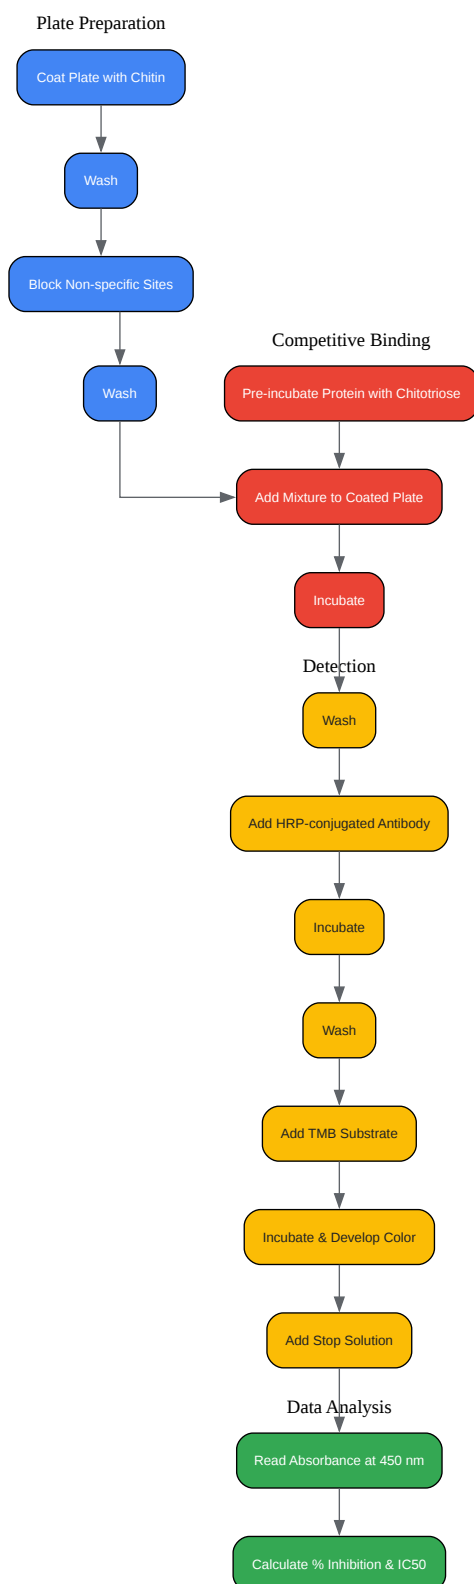 Plate Preparation
Coat Plate with Chitin
Wash
Block Non-specific Sites
Wash
Competitive Binding
Pre-incubate Protein with Chitotriose
Add Mixture to Coated Plate
Incubate
Detection
Wash
Add HRP-conjugated Antibody
Incubate
Wash
Add TMB Substrate
Incubate & Develop Color
Add Stop Solution
Data Analysis
Read Absorbance at 450 nm
Calculate % Inhibition & IC50